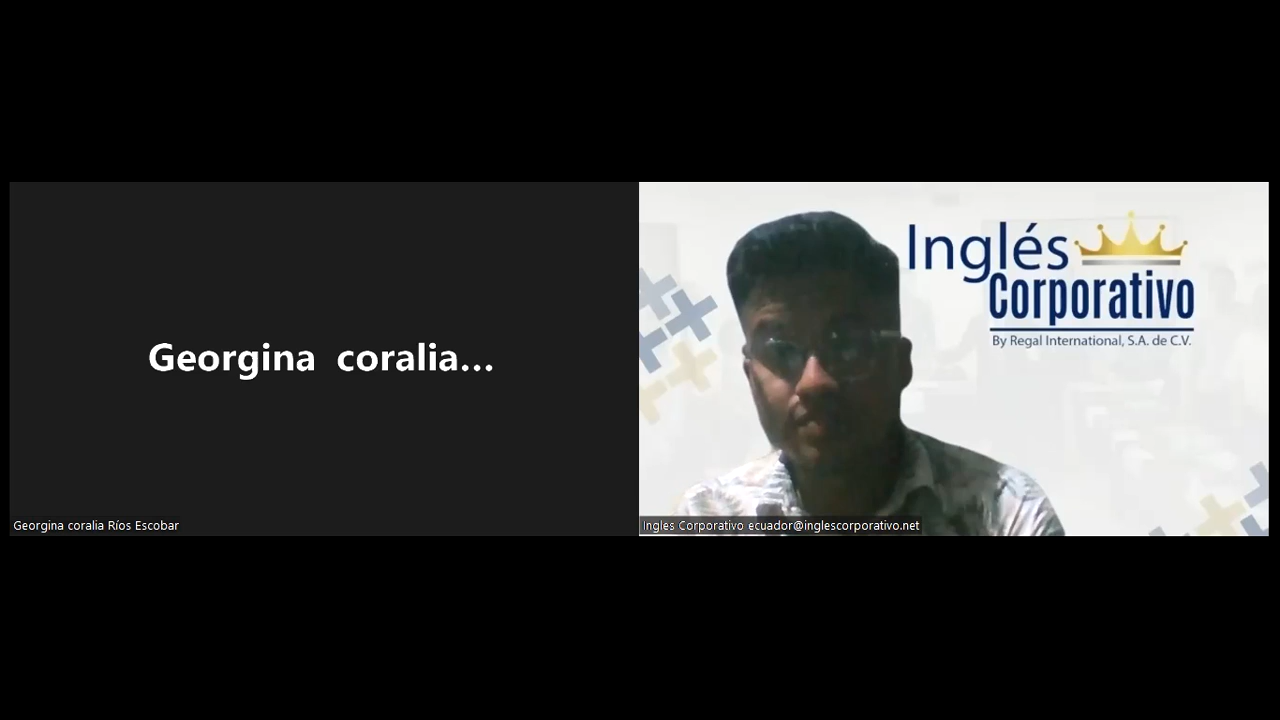 Georgina coralia...
Georgina coralia Ríos Escobar
Inglés
Corporativo
By Regal International, S.A. de C.V.
Ingles Corporativo ecuador@inglescorporativo.net